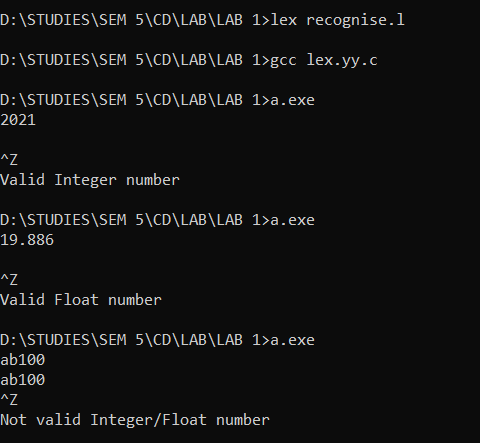 D:\STUDIES\SEM 5\CD\LAB\LAB 1>lex recognise.l
D:\STUDIES\SEM 5\CD\LAB\LAB 1>gcc lex.yy.c
D:\STUDIES\SEM 5\CD\LAB\LAB 1>a.exe
2021
^Z
Valid Integer number
D:\STUDIES\SEM 5\CD\LAB\LAB 1>a.exe
19.886
^Z
Valid Float number
D:\STUDIES\SEM 5\CD\LAB\LAB 1>a.exe
ab100
ab100
^Z
Not valid Integer/Float number